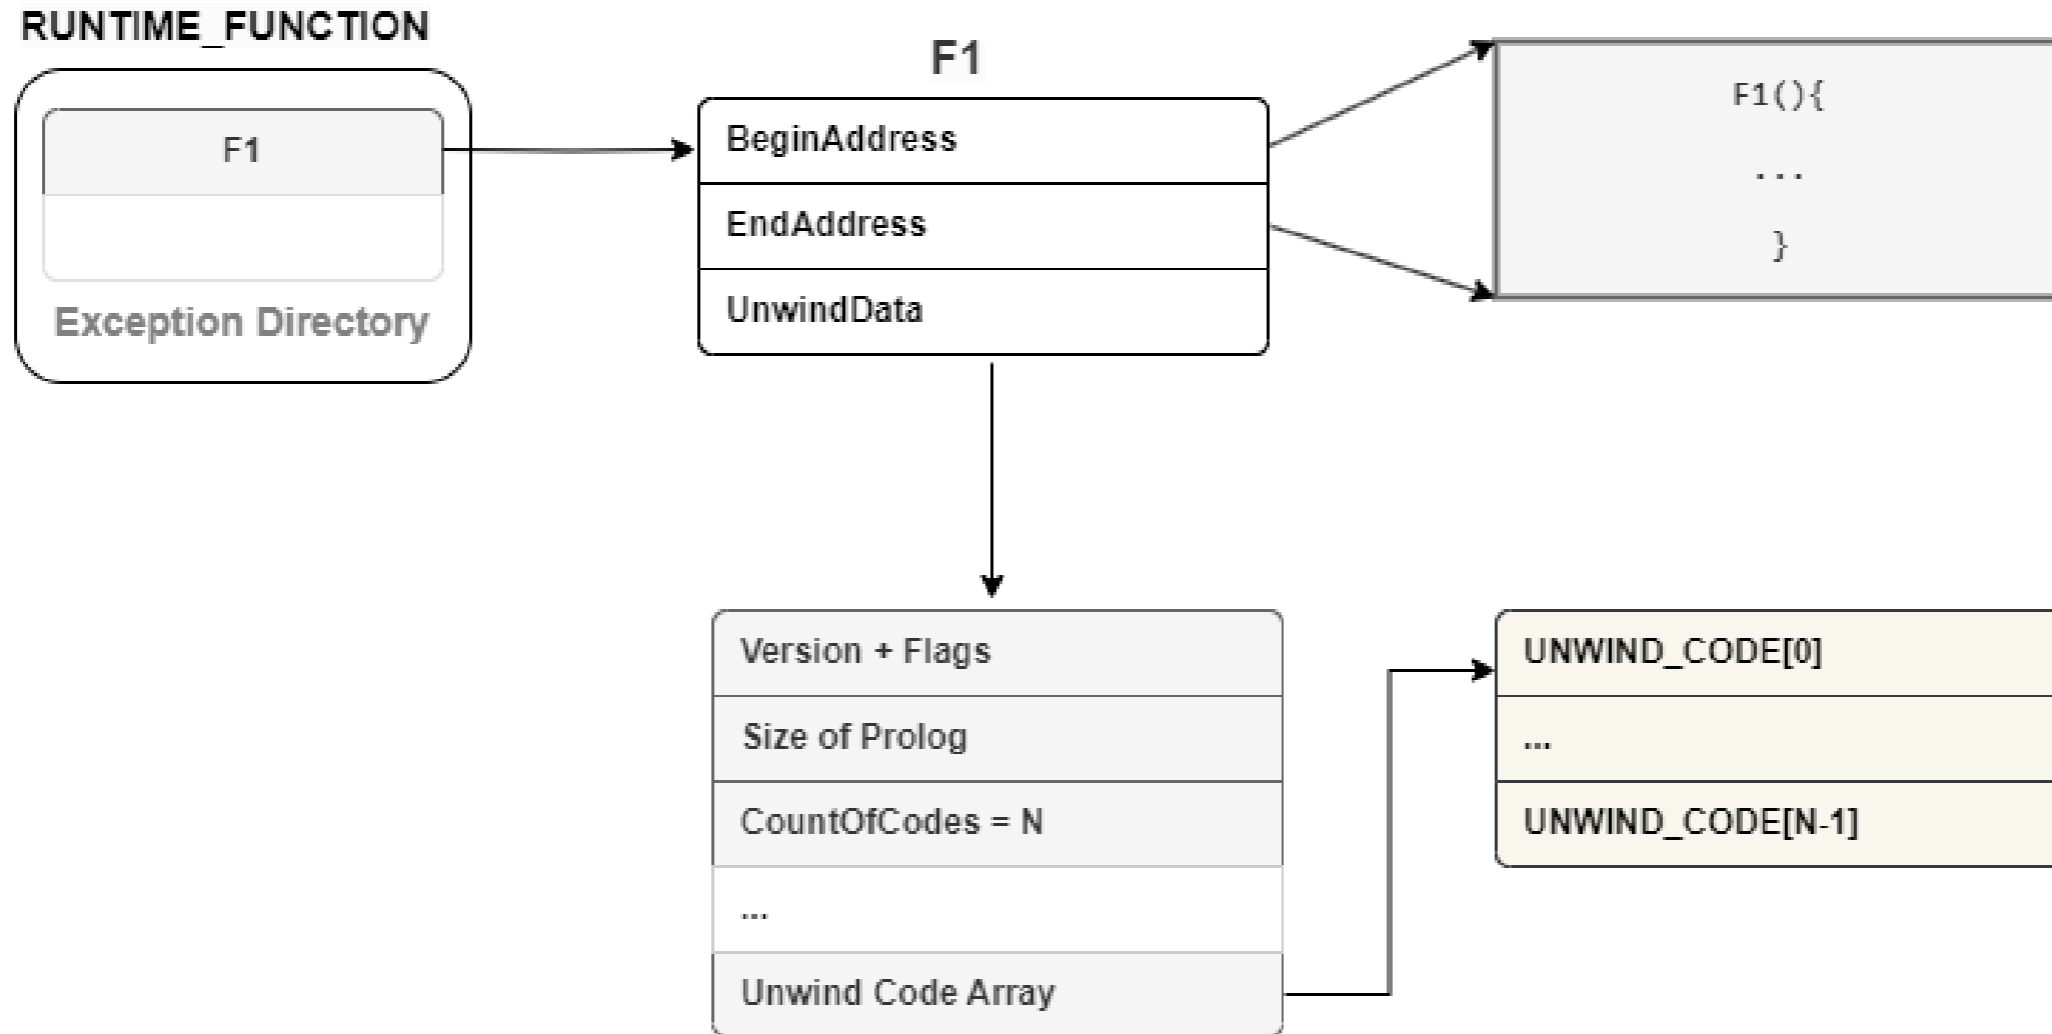 RUNTIME_FUNCTION
F1
Exception Directory
F1
BeginAddress
EndAddress
UnwindData
F1(){
...
}
Version + Flags
Size of Prolog
CountOfCodes = N
...
Unwind Code Array
UNWIND_CODE[0]
...
UNWIND_CODE[N-1]